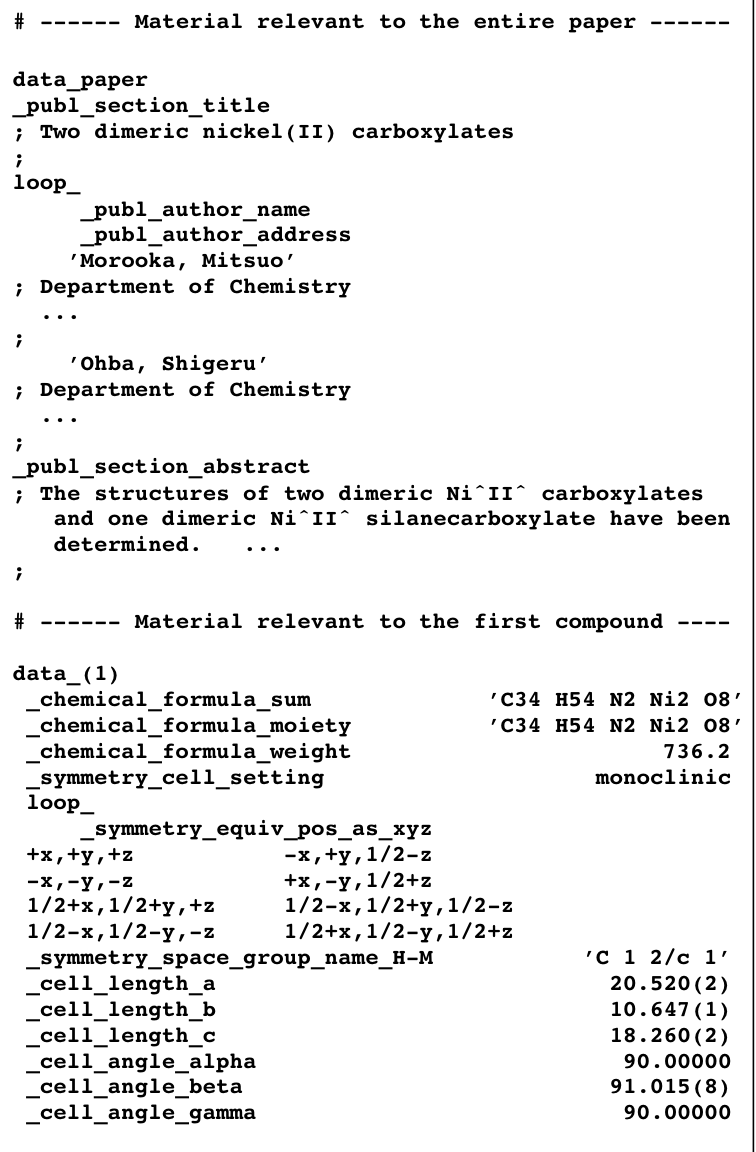 # ------ Material relevant to the entire paper ------
data_paper
_publ_section_title
; Two dimeric nickel(II) carboxylates
;
loop_
_publ_author_name
_publ_author_address
’Morooka, Mitsuo’
; Department of Chemistry
...
;
’Ohba, Shigeru’
; Department of Chemistry
...
;
_publ_section_abstract
; The structures of two dimeric Ni^II^ carboxylates
and one dimeric Ni^II^ silanecarboxylate have been
determined. ...
;
# ------ Material relevant to the first compound ----
data_(1)
_chemical_formula_sum ’C34 H54 N2 Ni2 O8’
_chemical_formula_moiety ’C34 H54 N2 Ni2 O8’
_chemical_formula_weight 736.2
_symmetry_cell_setting monoclinic
loop_
_symmetry_equiv_pos_as_xyz
+x,+y,+z -x,+y,1/2-z
-x,-y,-z +x,-y,1/2+z
1/2+x,1/2+y,+z 1/2-x,1/2+y,1/2-z
1/2-x,1/2-y,-z 1/2+x,1/2-y,1/2+z
_symmetry_space_group_name_H-M ’C 1 2/c 1’
_cell_length_a 20.520(2)
_cell_length_b 10.647(1)
_cell_length_c 18.260(2)
_cell_angle_alpha 90.00000
_cell_angle_beta 91.015(8)
_cell_angle_gamma 90.00000